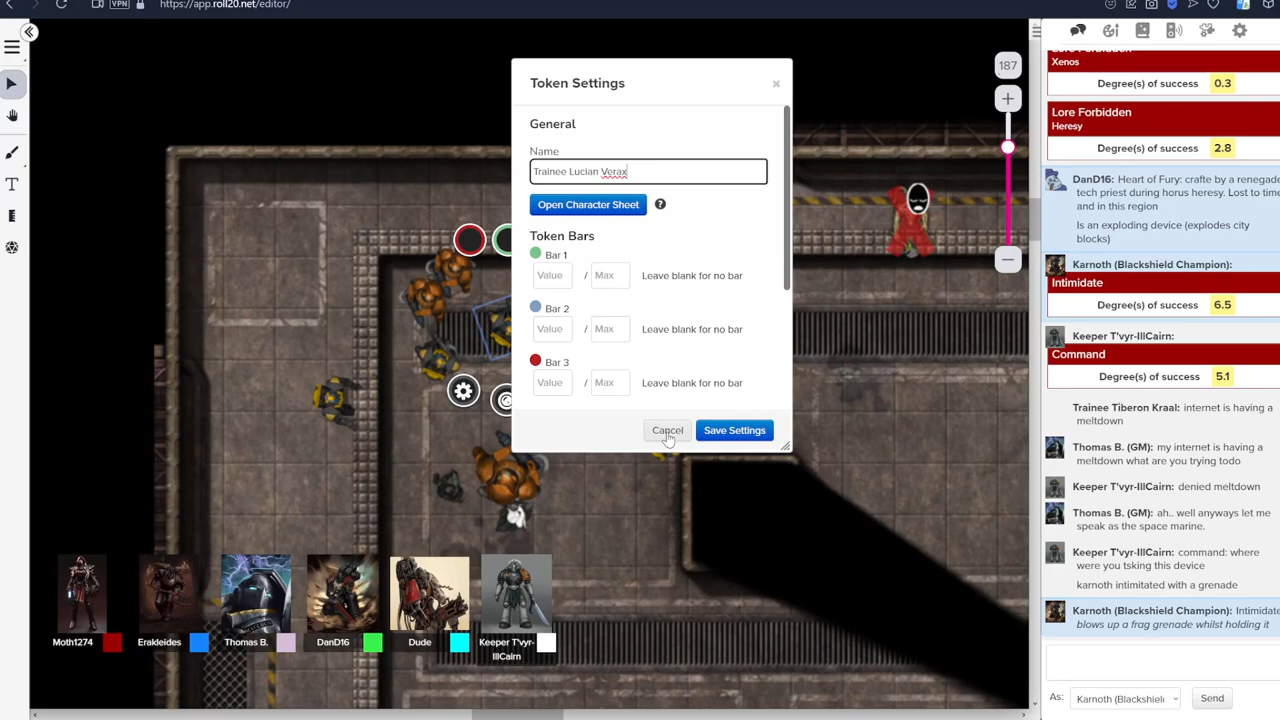 VPN
https://app.roll20.net/editor/
187
Token Settings
×
General
Name
Trainee Lucian Verax
Open Character Sheet
?
Token Bars
Bar 1
Value / Max Leave blank for no bar
Bar 2
Value / Max Leave blank for no bar
Bar 3
Value / Max Leave blank for no bar
Cancel
Save Settings
Moth1274
Erakleides
Thomas B.
DanD16
Dude
Keeper T'vyr-
IllCairn
Xenos
Degree(s) of success 0.3
Lore Forbidden
Heresy
Degree(s) of success 2.8
DanD16: Heart of Fury: crafte by a renegade
tech priest during horus heresy. Lost to time
and in this region
Is an exploding device (explodes city
blocks)
Karnoth (Blackshield Champion):
Intimidate
Degree(s) of success 6.5
Keeper T'vyr-IllCairn:
Command
Degree(s) of success 5.1
Trainee Tiberon Kraal: internet is having a
meltdown
Thomas B. (GM): my internet is having a
meltdown what are you trying todo
Keeper T'vyr-IllCairn: denied meltdown
Thomas B. (GM): ah.. well anyways let me
speak as the space marine.
Keeper T'vyr-IllCairn: command: where
were you tsking this device
karnoth intimitated with a grenade
Karnoth (Blackshield Champion): Intimidate
blows up a frag grenade whilst holding it
As:
Karnoth (Blackshiel
Send